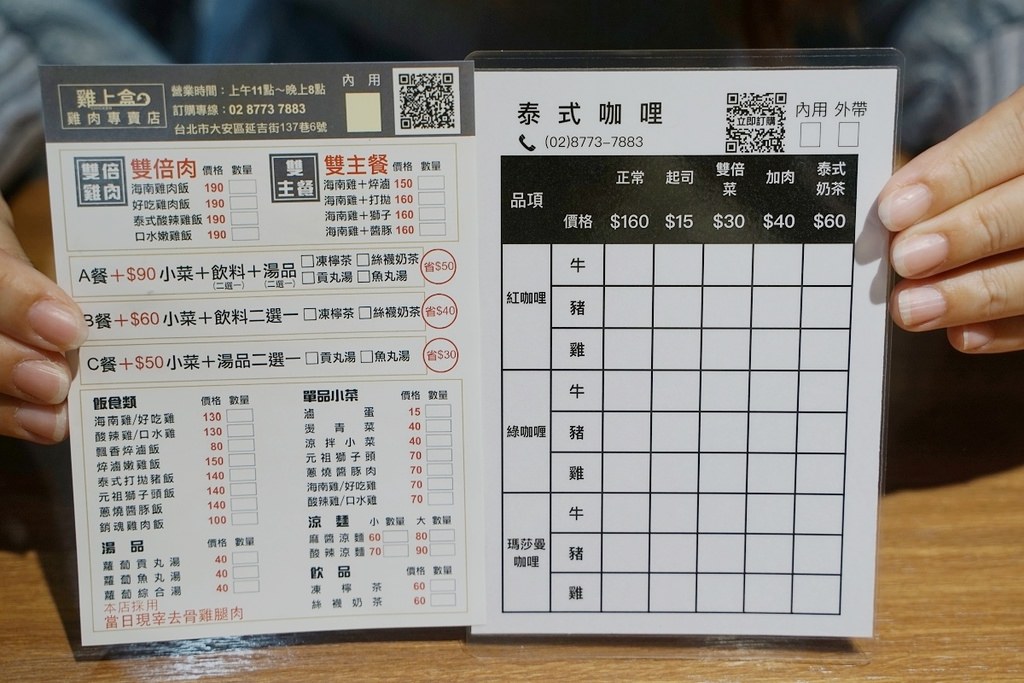 雞上盒
雞肉專賣店
營業時間：上午11點～晚上8點
訂購專線：02 8773 7883
台北市大安區延吉街137巷6號
內 用
雙倍雞肉
雙倍肉 價格 數量
海南雞肉飯 190
好吃雞肉飯 190
泰式酸辣雞飯 190
口水嫩雞飯 190
雙主餐
雙主餐 價格 數量
海南雞＋焢滷 150
海南雞＋打拋 160
海南雞＋獅子 160
海南雞＋醬豚 160
A餐＋$90 小菜＋飲料＋湯品 □凍檸茶 □絲襪奶茶 省$50
(二選一) (二選一) □貢丸湯 □魚丸湯
B餐＋$60 小菜＋飲料二選一 □凍檸茶 □絲襪奶茶 省$40
C餐＋$50 小菜＋湯品二選一 □貢丸湯 □魚丸湯 省$30
飯食類 價格 數量
海南雞/好吃雞 130
酸辣雞/口水雞 130
飄香焢滷飯 80
焢滷嫩雞飯 150
泰式打拋豬飯 140
元祖獅子頭飯 140
蔥燒醬豚飯 140
銷魂雞肉飯 100
湯 品 價格 數量
蘿蔔貢丸湯 40
蘿蔔魚丸湯 40
蘿蔔綜合湯 40
本店採用
當日現宰去骨雞腿肉
單品小菜 價格 數量
滷蛋 15
燙青菜 40
涼拌小菜 40
元祖獅子頭 70
蔥燒醬豚肉 70
海南雞/好吃雞 70
酸辣雞/口水雞 70
涼 麵 小 數量 大 數量
麻醬涼麵 60 80
酸辣涼麵 70 90
飲 品 價格 數量
凍檸茶 60
絲襪奶茶 60
泰式咖哩
(02)8773-7883
立即訂購
內用 外帶
品項 正常 起司 雙倍菜 加肉 泰式奶茶
價格 $160 $15 $30 $40 $60
紅咖哩
牛
豬
雞
綠咖哩
牛
豬
雞
瑪莎曼咖哩
牛
豬
雞